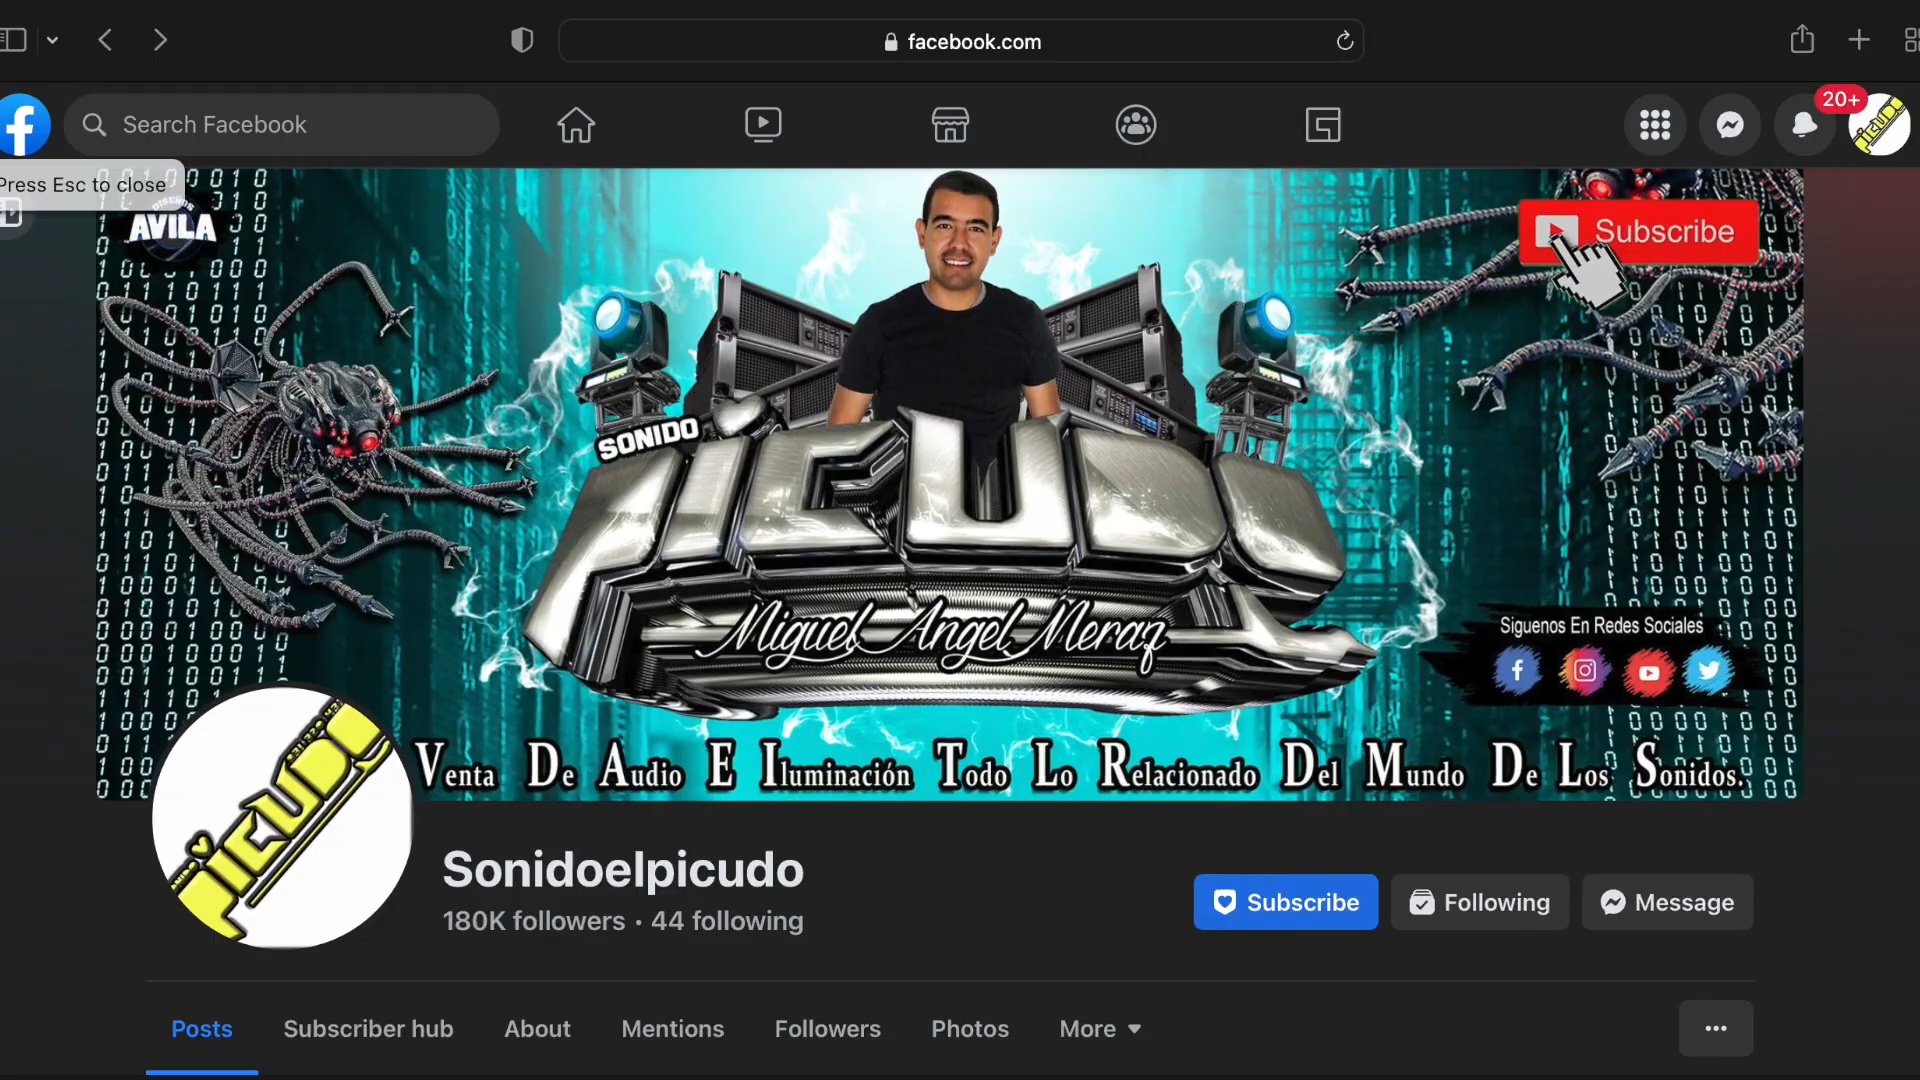 facebook.com
Search Facebook
20+
Press Esc to close
DISEÑOS
AVILA
Subscribe
SONIDO
PICUDO
Miguel Angel Meraz
Siguenos En Redes Sociales
Venta De Audio E Iluminación Todo Lo Relacionado Del Mundo De Los Sonidos.
PICUDO
Sonidoelpicudo
180K followers • 44 following
Subscribe
Following
Message
Posts
Subscriber hub
About
Mentions
Followers
Photos
More